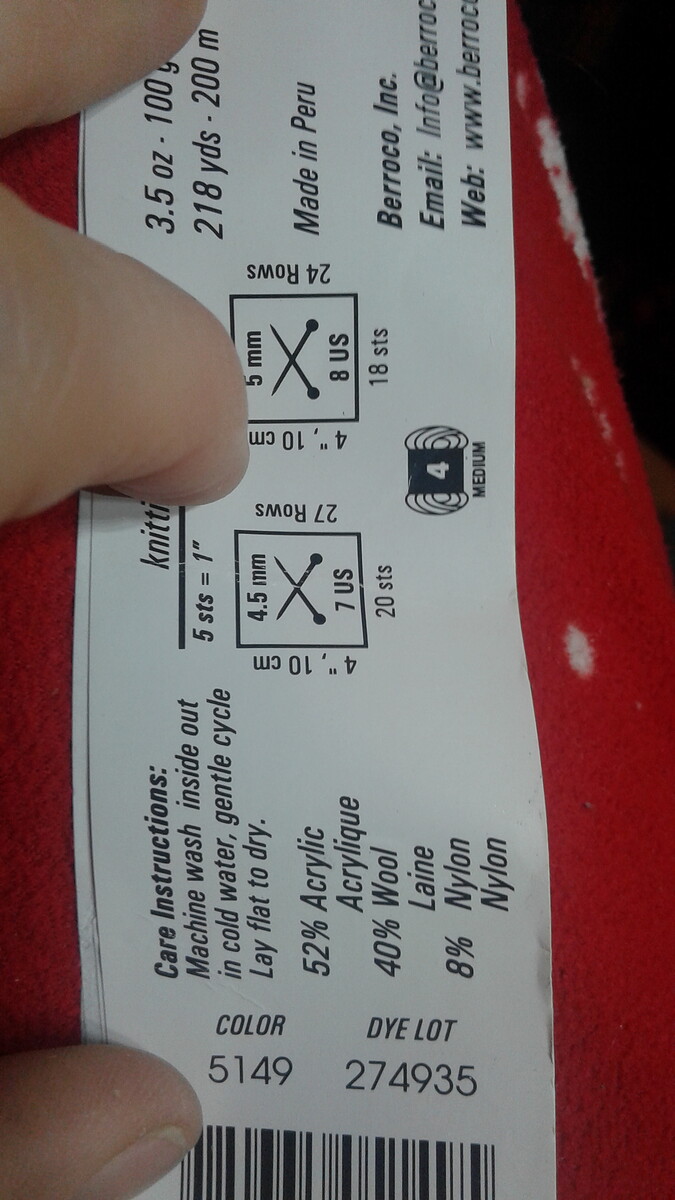 Care Instructions:
Machine wash inside out
in cold water, gentle cycle
Lay flat to dry.
52% Acrylic
Acrylique
40% Wool
Laine
8% Nylon
Nylon
COLOR
5149
DYE LOT
274935
5 sts = 1"
4", 10 cm
4.5 mm
7 US
27 Rows
20 sts
4", 10 cm
5 mm
8 US
24 Rows
18 sts
4
MEDIUM
3.5 oz - 100 g
218 yds - 200 m
Made in Peru
Berroco, Inc.
Email:
Web: